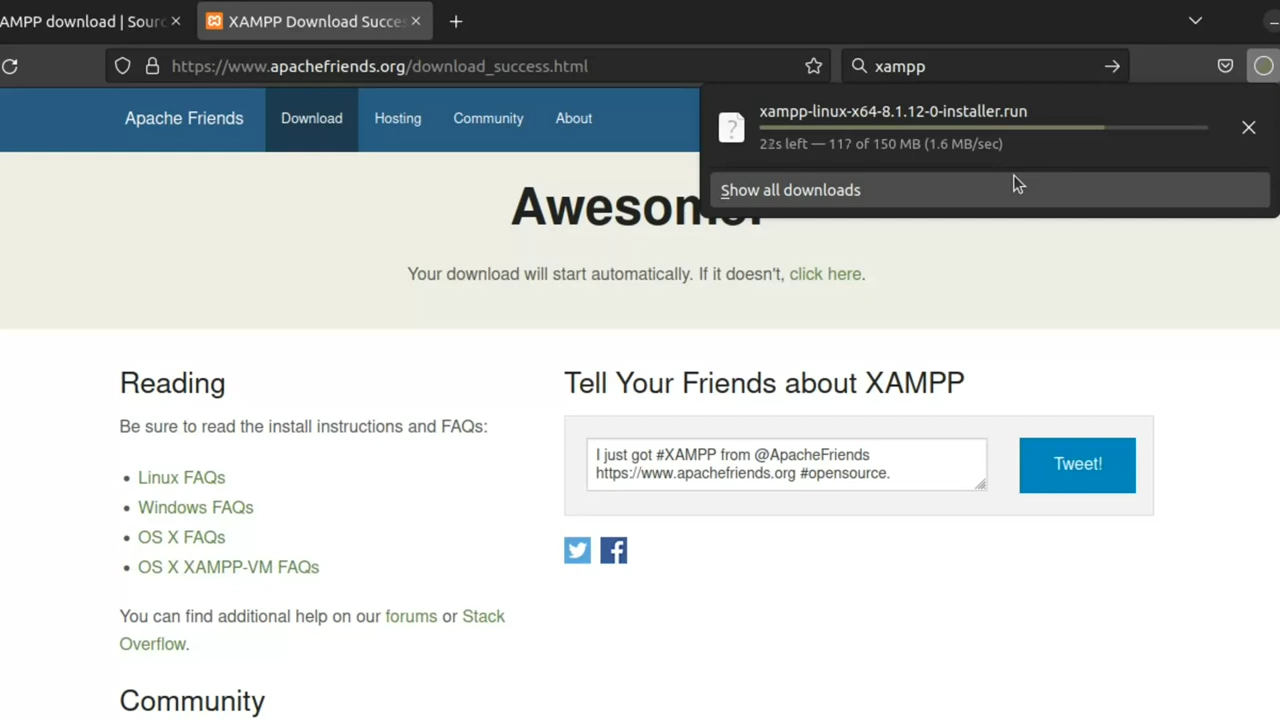 AMPP download | Sourc
XAMPP Download Succes
https://www.apachefriends.org/download_success.html
xampp
Apache Friends
Download
Hosting
Community
About
xampp-linux-x64-8.1.12-0-installer.run
22s left — 117 of 150 MB (1.6 MB/sec)
Show all downloads
Awesome!
Your download will start automatically. If it doesn't, click here.
Reading
Be sure to read the install instructions and FAQs:
Linux FAQs
Windows FAQs
OS X FAQs
OS X XAMPP-VM FAQs
You can find additional help on our forums or Stack
Overflow.
Tell Your Friends about XAMPP
I just got #XAMPP from @ApacheFriends
https://www.apachefriends.org #opensource.
Tweet!
Community